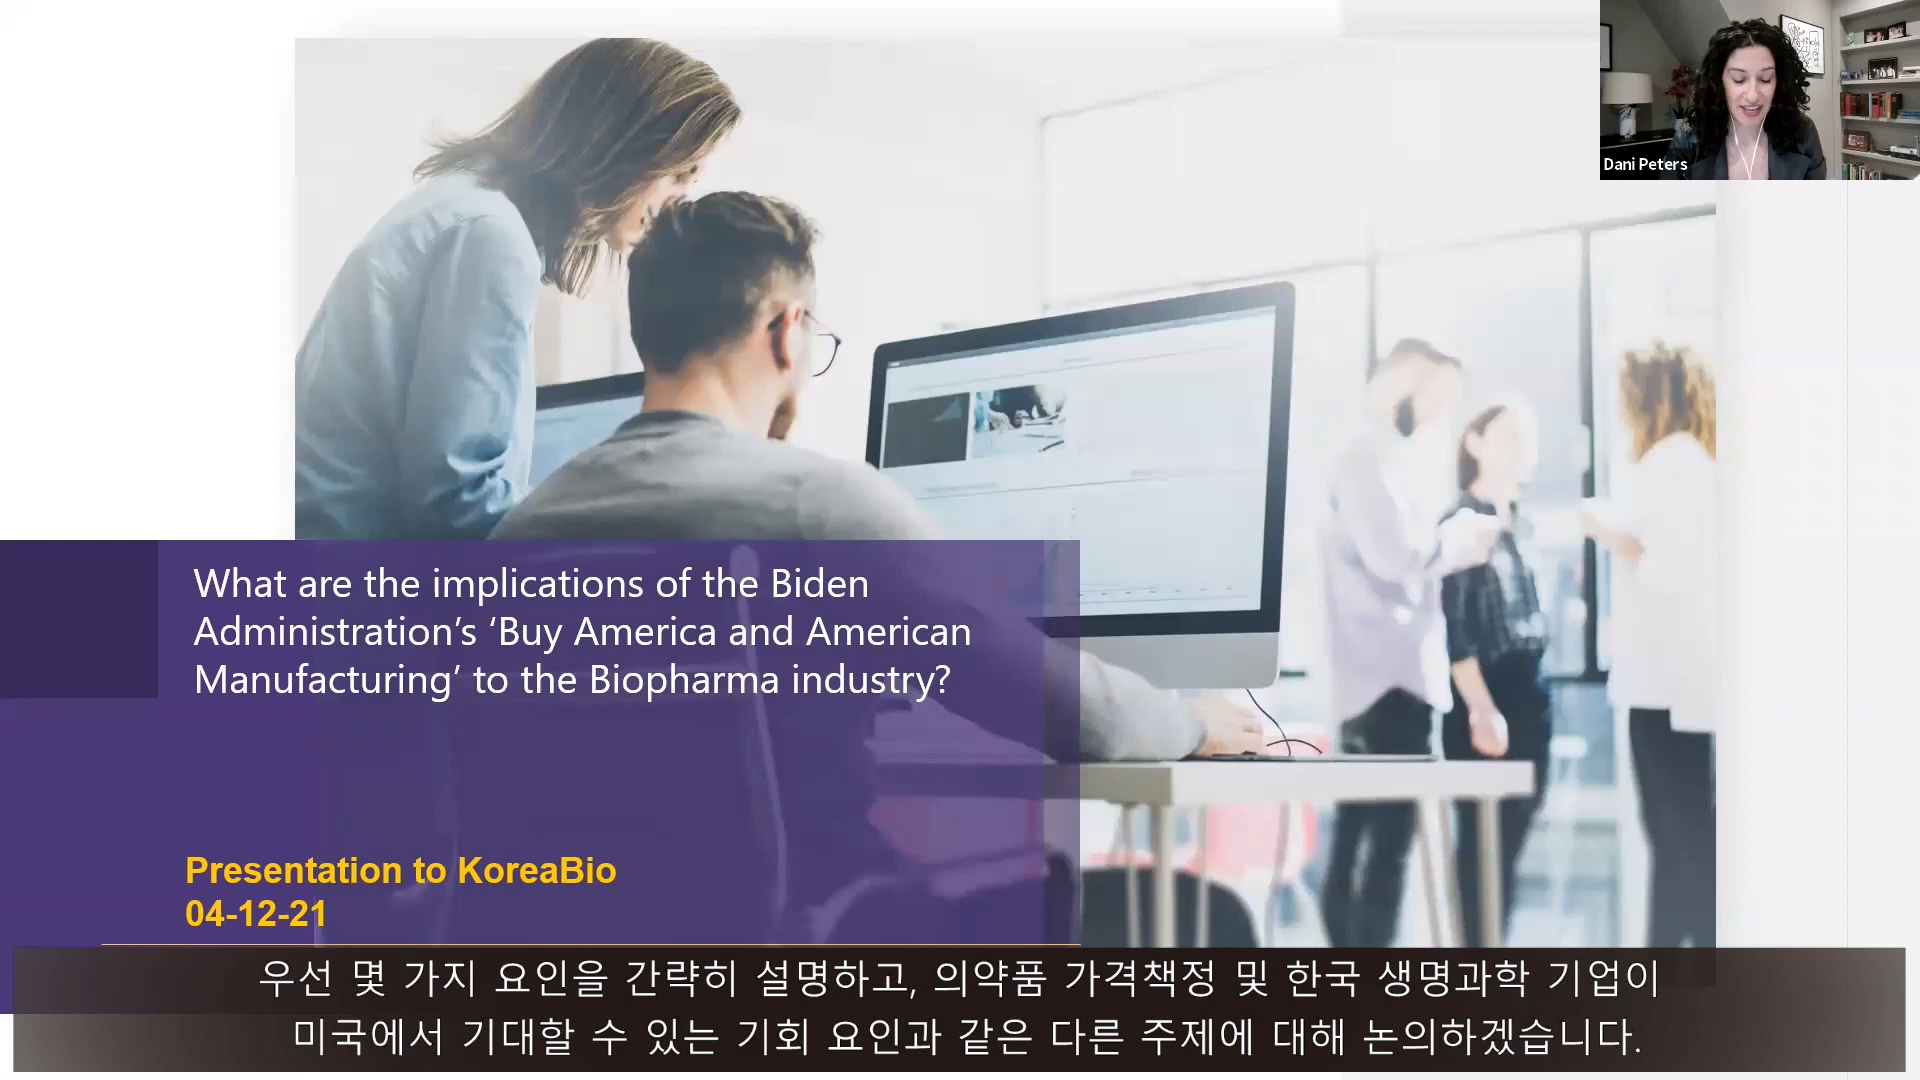 Dani Peters
What are the implications of the Biden
Administration’s ‘Buy America and American
Manufacturing’ to the Biopharma industry?
Presentation to KoreaBio
04-12-21
우선 몇 가지 요인을 간략히 설명하고, 의약품 가격책정 및 한국 생명과학 기업이
미국에서 기대할 수 있는 기회 요인과 같은 다른 주제에 대해 논의하겠습니다.